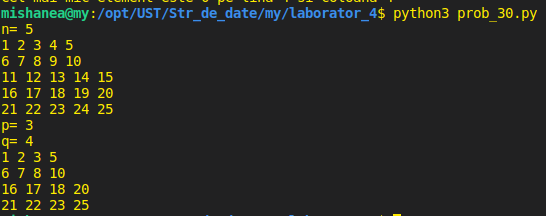 mishanea@my:/opt/UST/Str_de_date/my/laborator_4$ python3 prob_30.py
n= 5
1 2 3 4 5
6 7 8 9 10
11 12 13 14 15
16 17 18 19 20
21 22 23 24 25
p= 3
q= 4
1 2 3 5
6 7 8 10
16 17 18 20
21 22 23 25